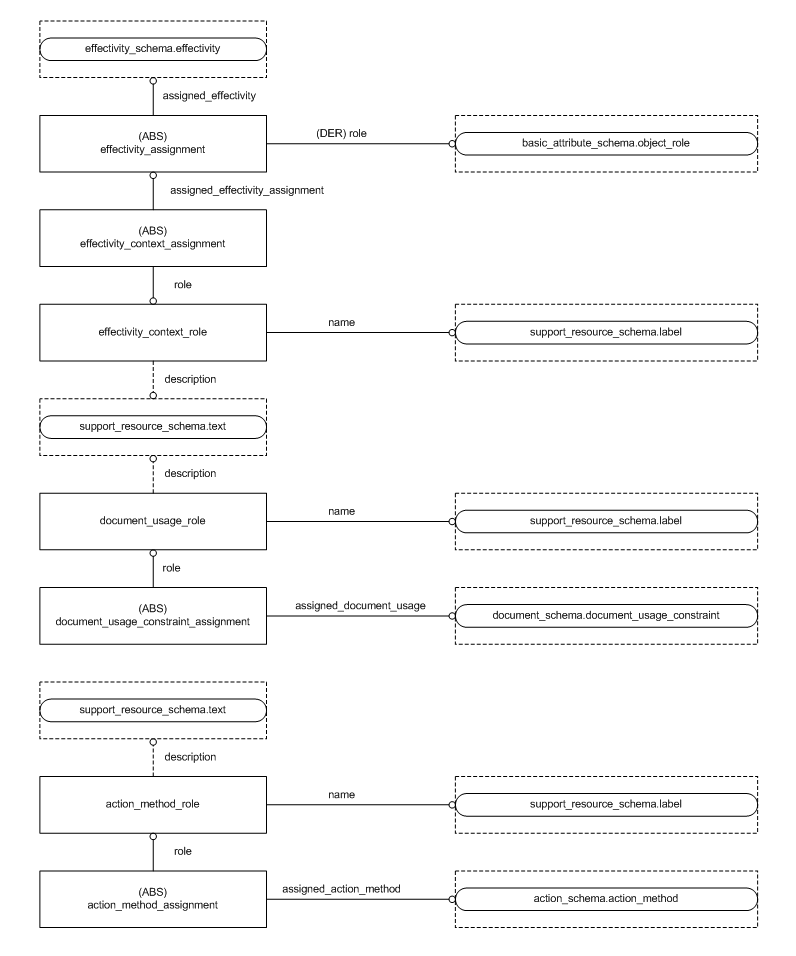 effectivity_schema.effectivity
assigned_effectivity
(ABS)
effectivity_assignment
(DER) role
basic_attribute_schema.object_role
assigned_effectivity_assignment
(ABS)
effectivity_context_assignment
role
effectivity_context_role
name
support_resource_schema.label
description
support_resource_schema.text
description
document_usage_role
name
support_resource_schema.label
role
(ABS)
document_usage_constraint_assignment
assigned_document_usage
document_schema.document_usage_constraint
support_resource_schema.text
description
action_method_role
name
support_resource_schema.label
role
(ABS)
action_method_assignment
assigned_action_method
action_schema.action_method